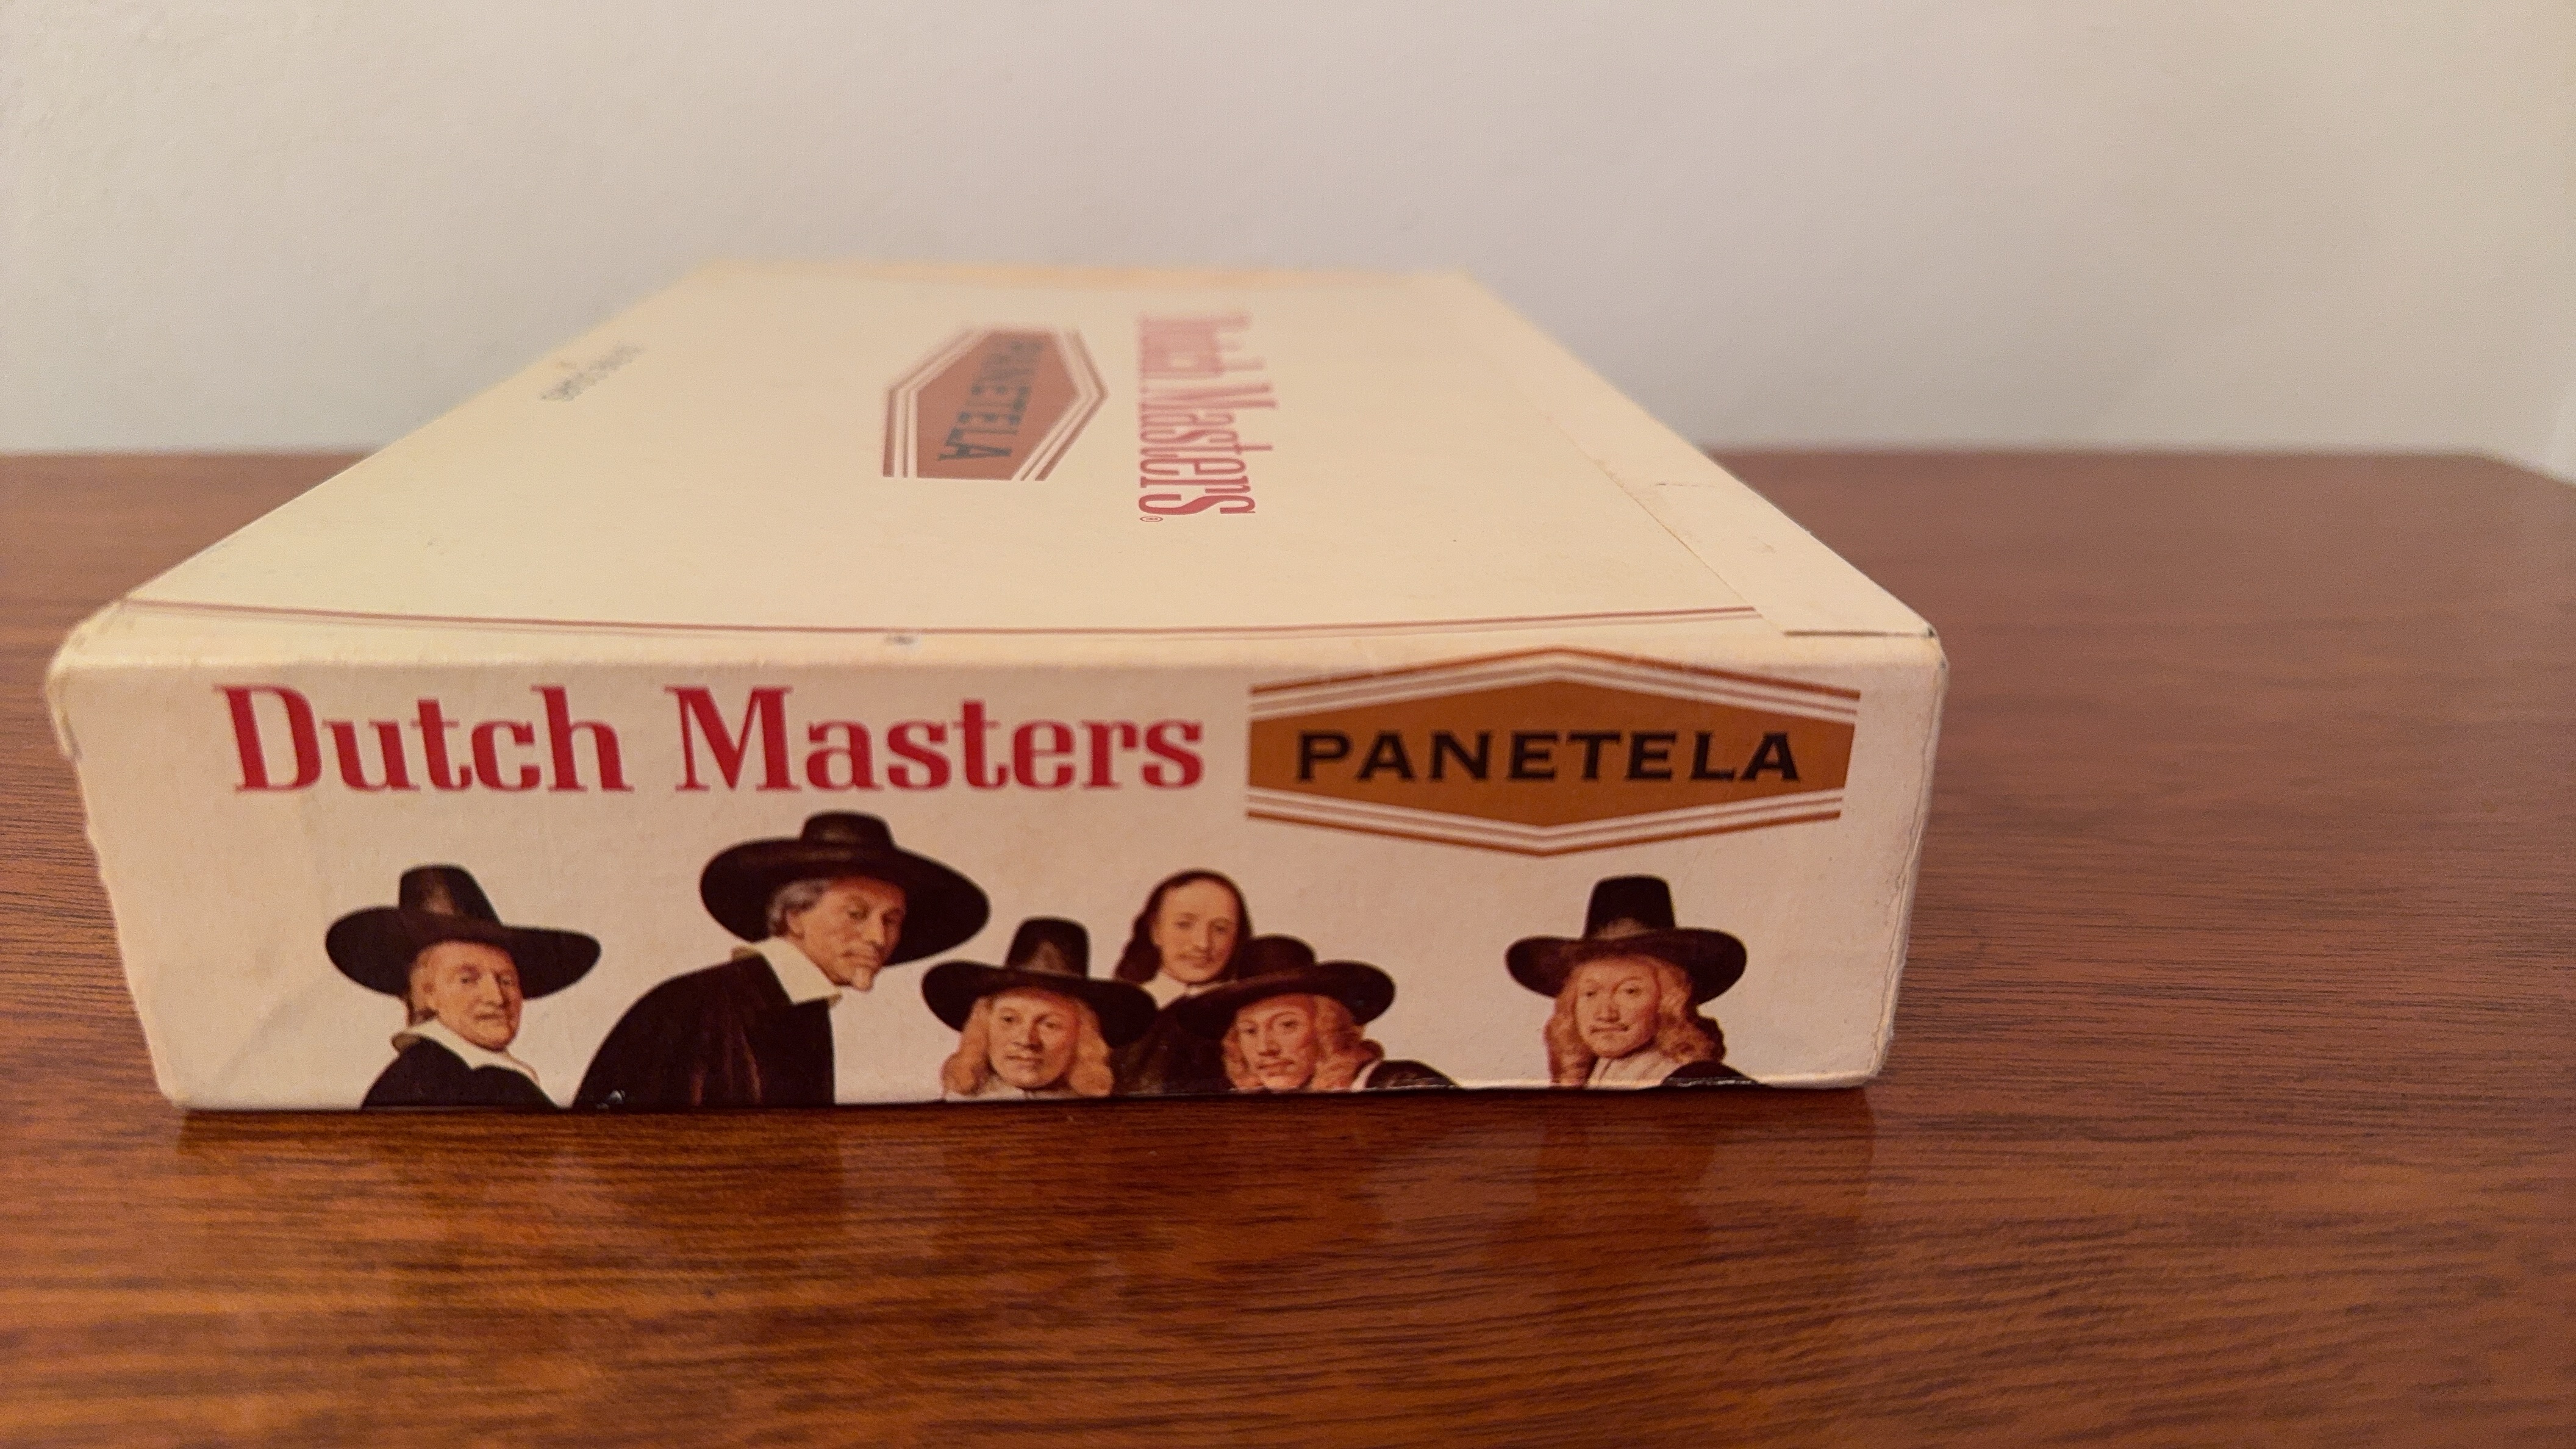 Dutch Masters®
PANETELA
Dutch Masters
PANETELA